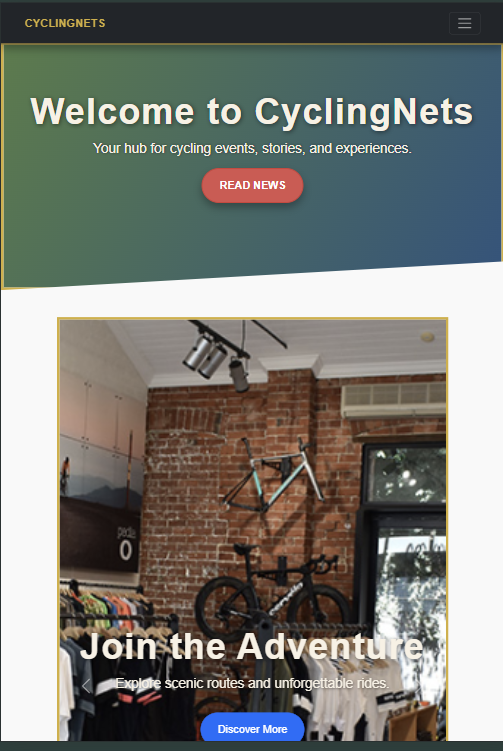 CYCLINGNETS
Welcome to CyclingNets
Your hub for cycling events, stories, and experiences.
READ NEWS
cervélo
Join the Adventure
Explore scenic routes and unforgettable rides.
Discover More